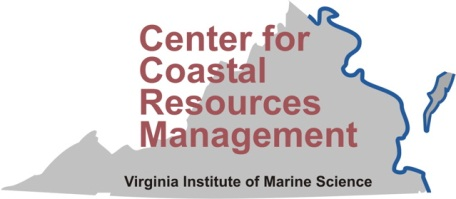 Center for
Coastal
Resources
Management
Virginia Institute of Marine Science